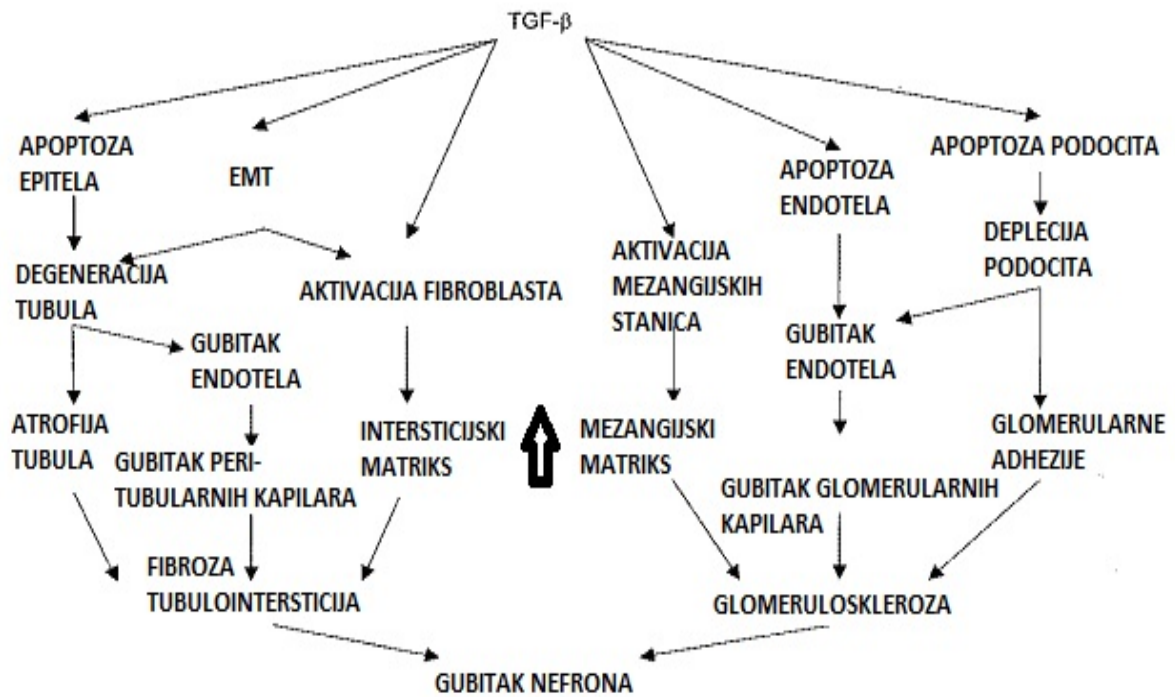 TGF-β
APOPTOZA
EPITELA
EMT
APOPTOZA
ENDOTELA
APOPTOZA PODOCITA
DEGENERACIJA
TUBULA
AKTIVACIJA FIBROBLASTA
AKTIVACIJA
MEZANGIJSKIH
STANICA
DEPLECIJA
PODOCITA
GUBITAK
ENDOTELA
GUBITAK
ENDOTELA
ATROFIJA
TUBULA
GUBITAK PERI-
TUBULARNIH KAPILARA
INTERSTICIJSKI
MATRIKS
MEZANGIJSKI
MATRIKS
GUBITAK GLOMERULARNIH
KAPILARA
GLOMERULARNE
ADHEZIJE
FIBROZA
TUBULOINTERSTICIJA
GLOMERULOSKLEROZA
GUBITAK NEFRONA